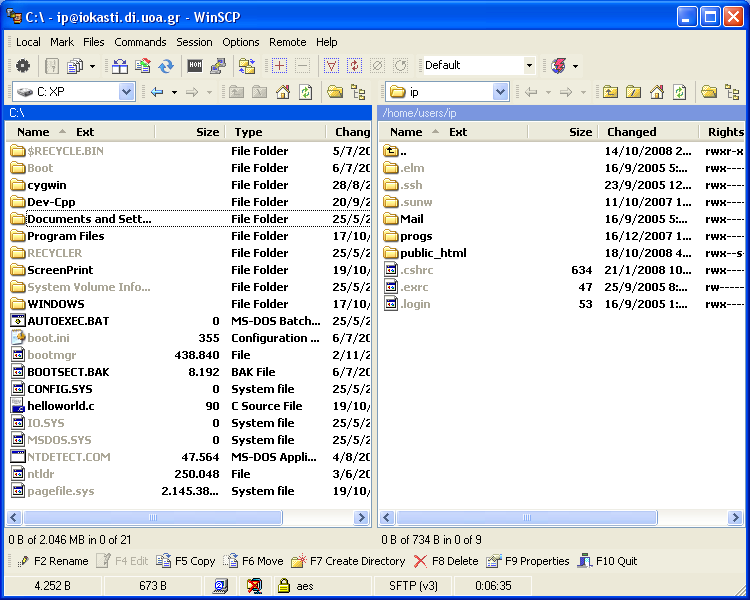 C:\ - ip@iokasti.di.uoa.gr - WinSCP
Local Mark Files Commands Session Options Remote Help
Default
C: XP
ip
C:\
Name Ext Size Type Chang
$RECYCLE.BIN File Folder 5/7/20
Boot File Folder 6/7/20
cygwin File Folder 28/8/2
Dev-Cpp File Folder 20/9/2
Documents and Sett... File Folder 25/5/2
Program Files File Folder 17/10/
RECYCLER File Folder 25/5/2
ScreenPrint File Folder 19/10/
System Volume Info... File Folder 25/5/2
WINDOWS File Folder 17/10/
AUTOEXEC.BAT 0 MS-DOS Batch... 25/5/2
boot.ini 355 Configuration ... 6/7/20
bootmgr 438.840 File 2/11/2
BOOTSECT.BAK 8.192 BAK File 6/7/20
CONFIG.SYS 0 System file 25/5/2
helloworld.c 90 C Source File 19/10/
IO.SYS 0 System file 25/5/2
MSDOS.SYS 0 System file 25/5/2
NTDETECT.COM 47.564 MS-DOS Appli... 4/8/20
ntldr 250.048 File 3/6/20
pagefile.sys 2.145.38... System file 19/10/
0 B of 2.046 MB in 0 of 21
/home/users/ip
Name Ext Size Changed Rights
.. 14/10/2008 2... rwxr-x
.elm 16/9/2005 5:... rwx----
.ssh 23/9/2005 12... rwx----
.sunw 11/10/2007 1... rwx----
Mail 16/9/2005 5:... rwx----
progs 16/12/2007 1... rwx----
public_html 18/10/2008 4... rwx--s-
.cshrc 634 21/1/2008 10... rwx----
.exrc 47 25/9/2005 8:... rw-----
.login 53 16/9/2005 1:... rwx----
0 B of 734 B in 0 of 9
F2 Rename F4 Edit F5 Copy F6 Move F7 Create Directory F8 Delete F9 Properties F10 Quit
4.252 B 673 B aes SFTP (v3) 0:06:35